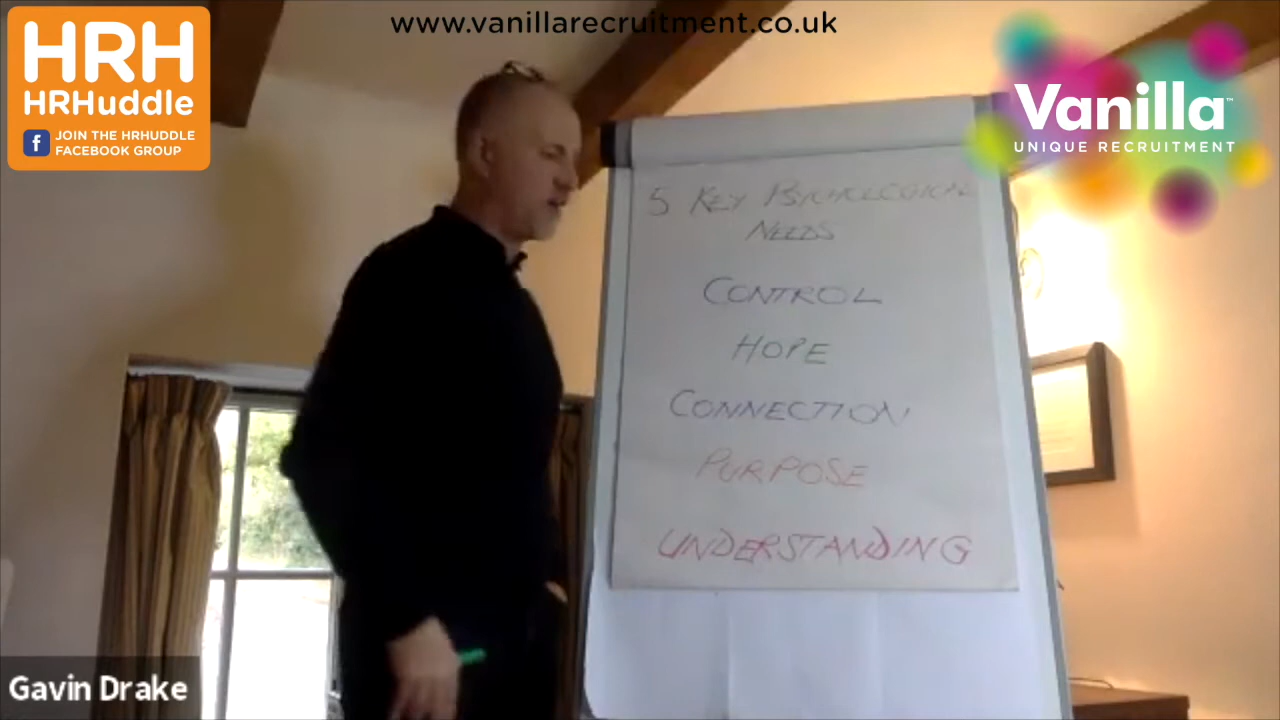 www.vanillarecruitment.co.uk
HRH
HRHuddle
f JOIN THE HRHUDDLE
FACEBOOK GROUP
Vanilla™
UNIQUE RECRUITMENT
5 KEY PSYCHOLOGICAL
NEEDS
CONTROL
HOPE
CONNECTION
PURPOSE
UNDERSTANDING
Gavin Drake